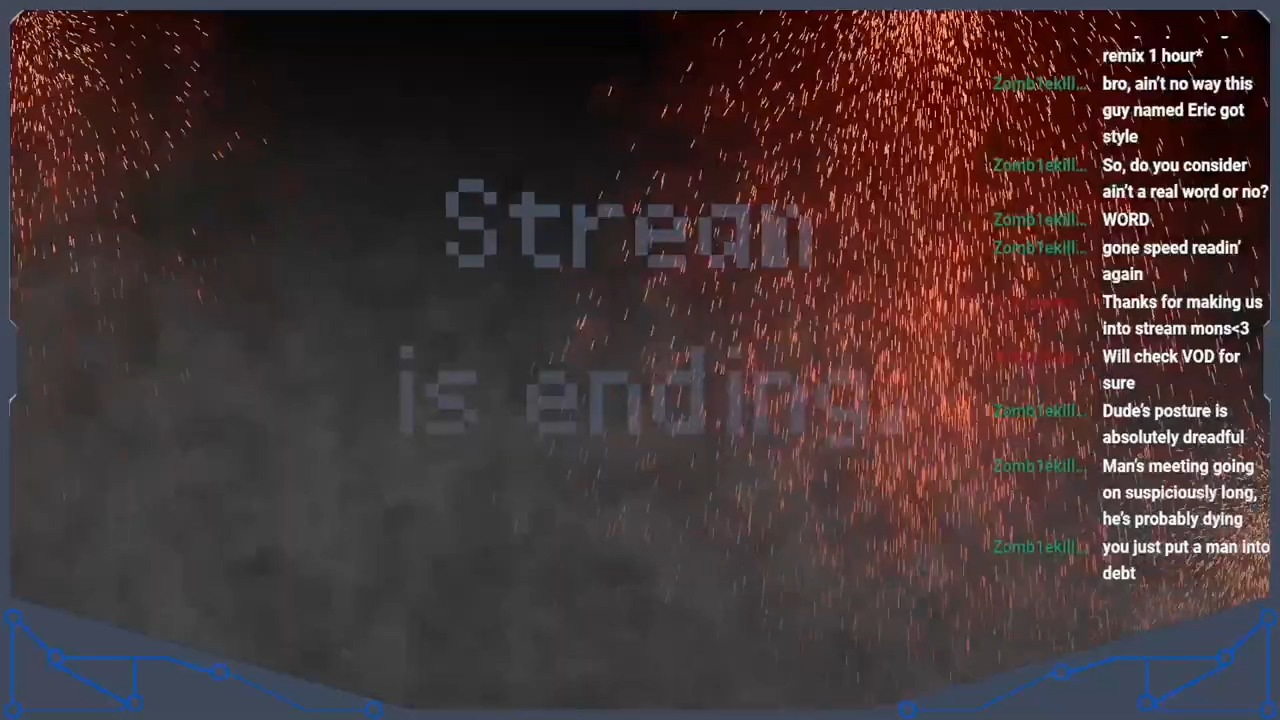 Stream
is ending.
remix 1 hour*
Zomb1ekill... bro, ain't no way this
guy named Eric got
style
Zomb1ekill... So, do you consider
ain't a real word or no?
Zomb1ekill... WORD
Zomb1ekill... gone speed readin'
again
Thanks for making us
into stream mons<3
Will check VOD for
sure
Zomb1ekill... Dude's posture is
absolutely dreadful
Zomb1ekill... Man's meeting going
on suspiciously long,
he's probably dying
Zomb1ekill... you just put a man into
debt